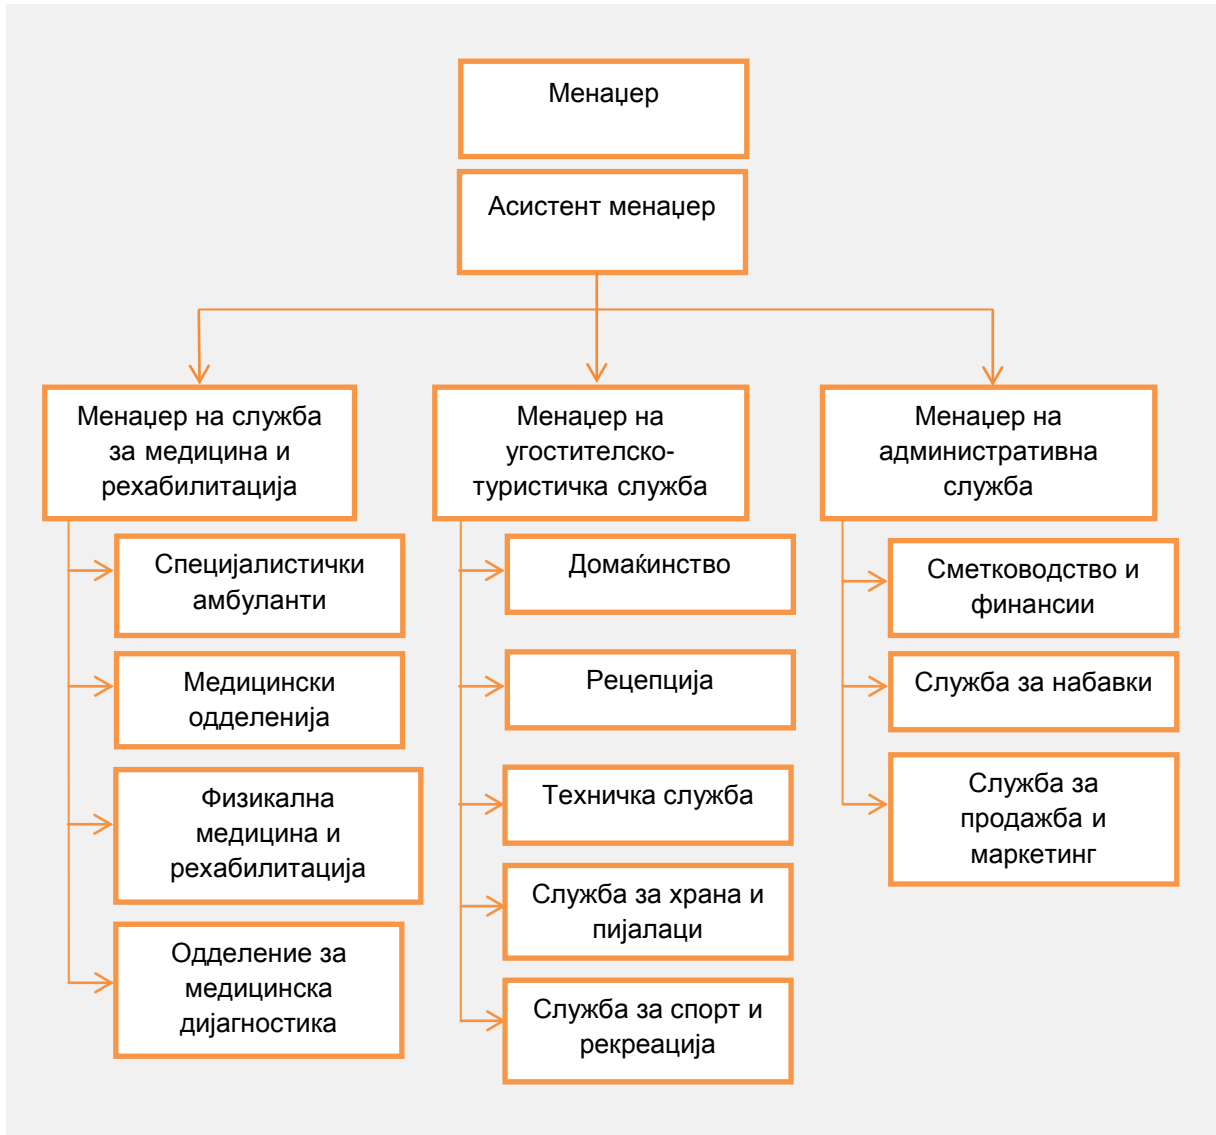 Менаџер
Асистент менаџер
Менаџер на служба
за медицина и
рехабилитација
Специјалистички
амбуланти
Медицински
одделенија
Физикална
медицина и
рехабилитација
Одделение за
медицинска
дијагностика
Менаџер на
угостителско-
туристичка служба
Домаќинство
Рецепција
Техничка служба
Служба за храна и
пијалаци
Служба за спорт и
рекреација
Менаџер на
административна
служба
Сметководство и
финансии
Служба за набавки
Служба за
продажба и
маркетинг